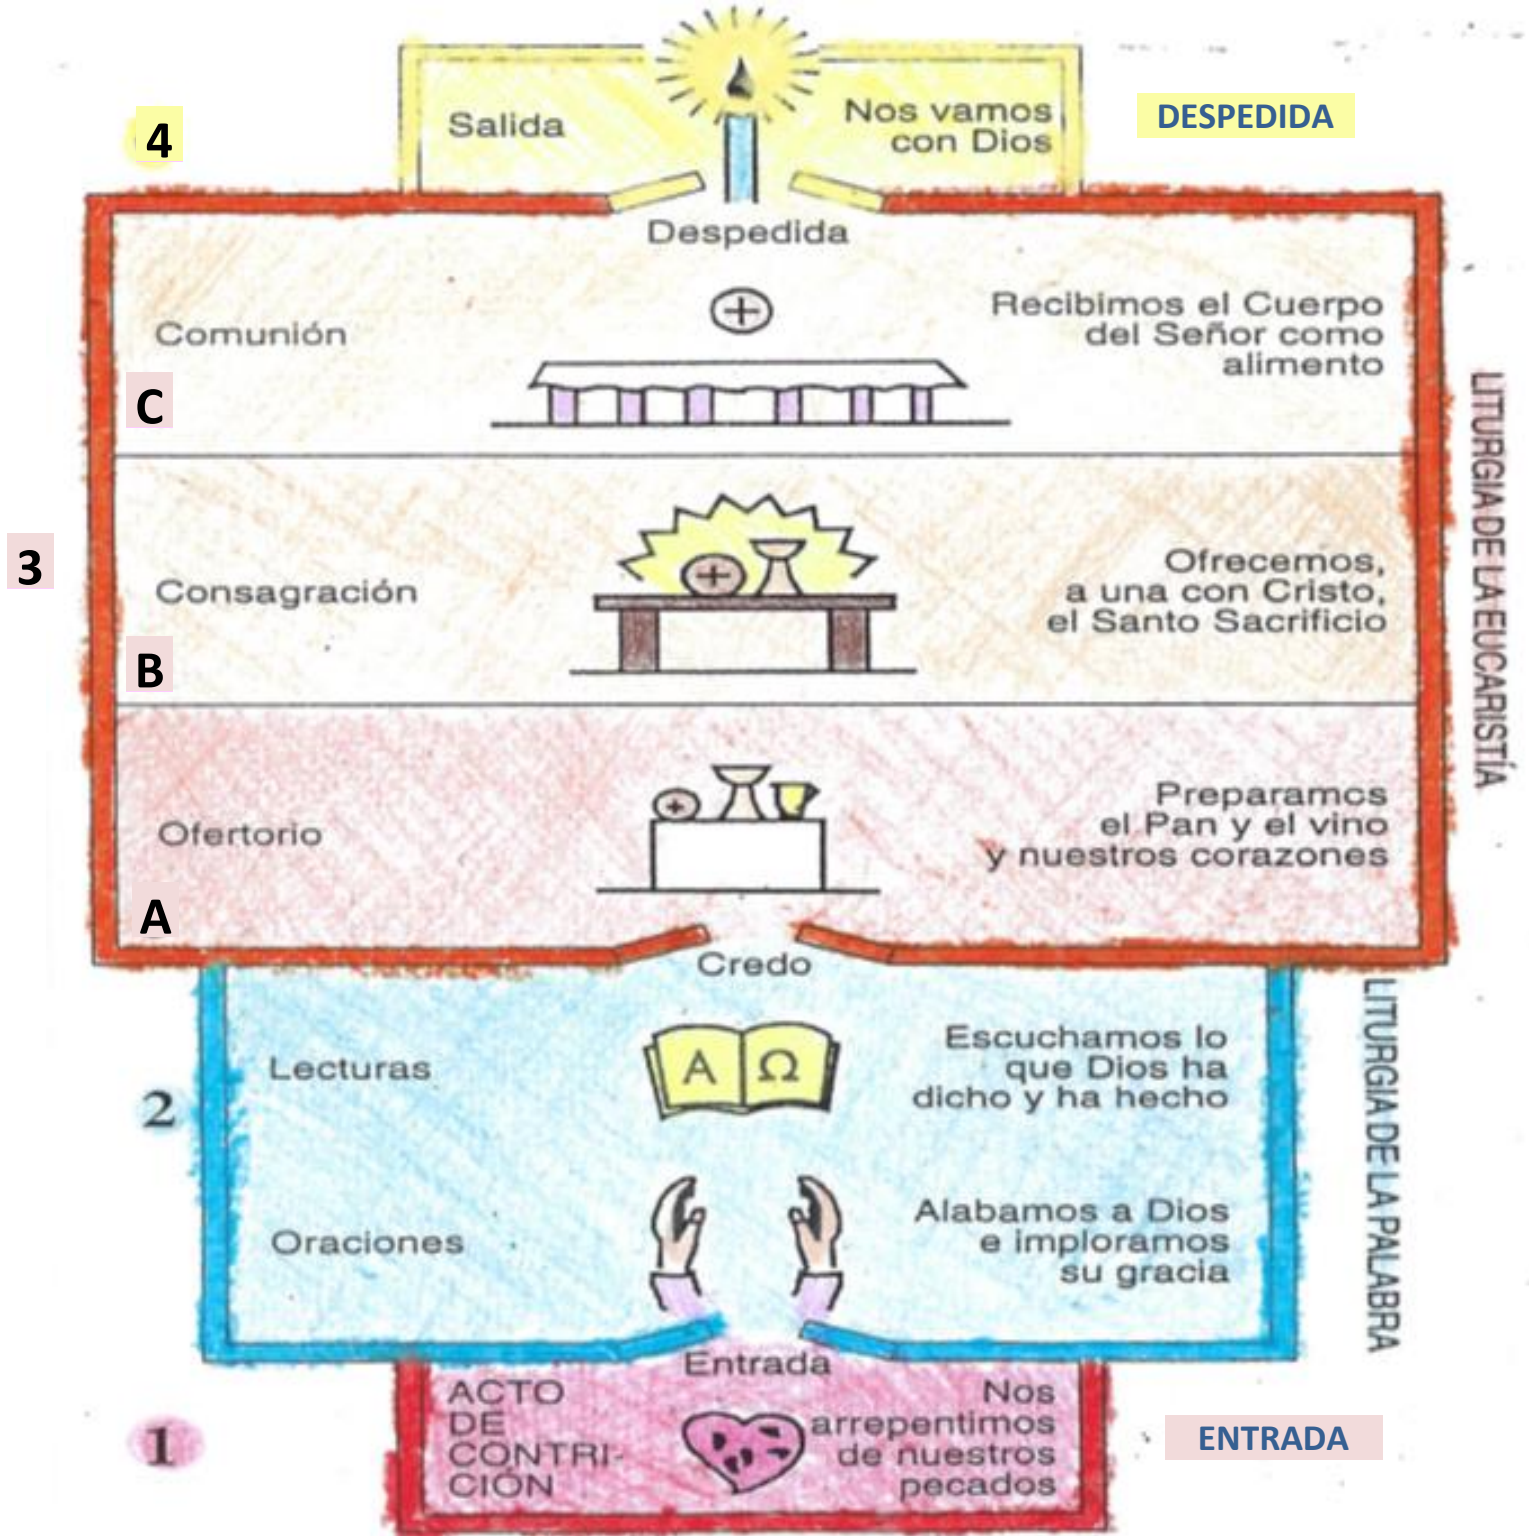 4
Salida
Nos vamos
con Dios
DESPEDIDA
Despedida
Comunión
Recibimos el Cuerpo
del Señor como
alimento
C
LITURGIA DE LA EUCARISTÍA
3
Consagración
Ofrecemos,
a una con Cristo,
el Santo Sacrificio
B
Ofertorio
Preparamos
el Pan y el vino
y nuestros corazones
A
Credo
2
Lecturas
Α Ω
Escuchamos lo
que Dios ha
dicho y ha hecho
LITURGIA DE LA PALABRA
Oraciones
Alabamos a Dios
e imploramos
su gracia
Entrada
1
ACTO
DE
CONTRI-
CIÓN
Nos
arrepentimos
de nuestros
pecados
ENTRADA